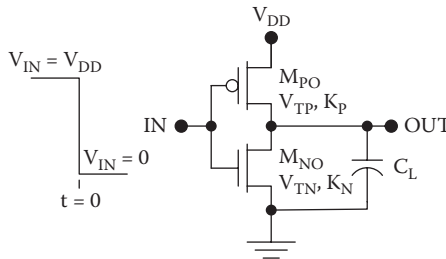 V_DD
V_IN = V_DD
M_PO
V_TP, K_P
IN
OUT
M_NO
V_IN = 0
V_TN, K_N
C_L
t = 0